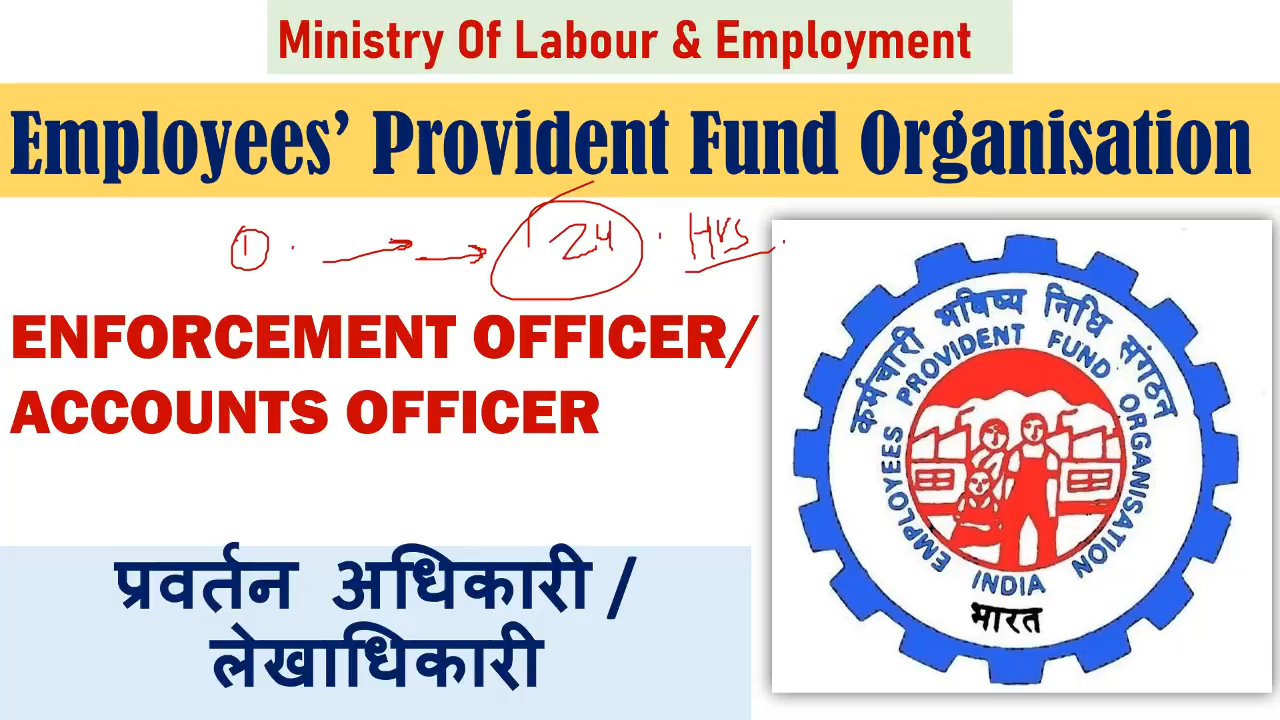 Ministry Of Labour & Employment
Employees’ Provident Fund Organisation
① → → 24 Hrs
ENFORCEMENT OFFICER/
ACCOUNTS OFFICER
प्रवर्तन अधिकारी /
लेखाधिकारी
कर्मचारी भविष्य निधि संगठन
EMPLOYEES PROVIDENT FUND ORGANISATION
INDIA
भारत